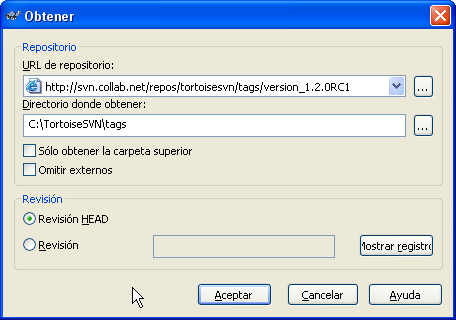 Obtener
Repositorio
URL de repositorio:
http://svn.collab.net/repos/tortoisesvn/tags/version_1.2.0RC1
...
Directorio donde obtener:
C:\TortoiseSVN\tags
...
Sólo obtener la carpeta superior
Omitir externos
Revisión
Revisión HEAD
Revisión
Mostrar registro
Aceptar
Cancelar
Ayuda